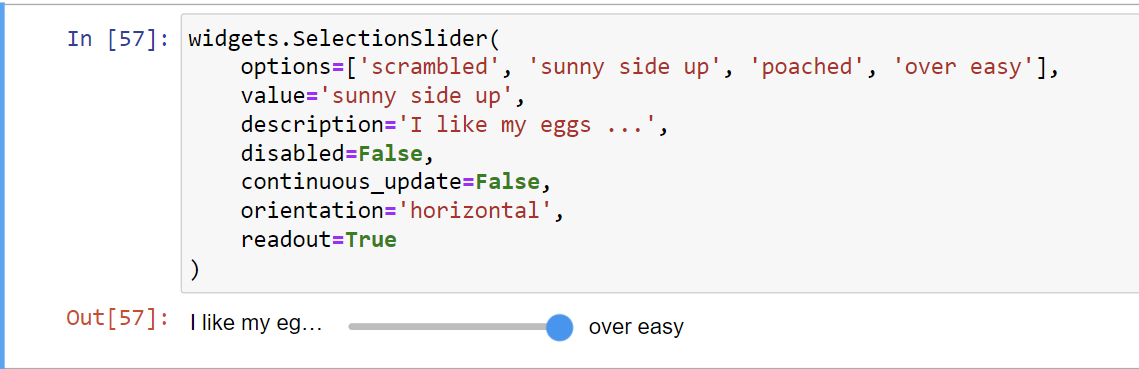 In [57]: widgets.SelectionSlider(
    options=['scrambled', 'sunny side up', 'poached', 'over easy'],
    value='sunny side up',
    description='I like my eggs ...',
    disabled=False,
    continuous_update=False,
    orientation='horizontal',
    readout=True
)
Out[57]: I like my eg… over easy